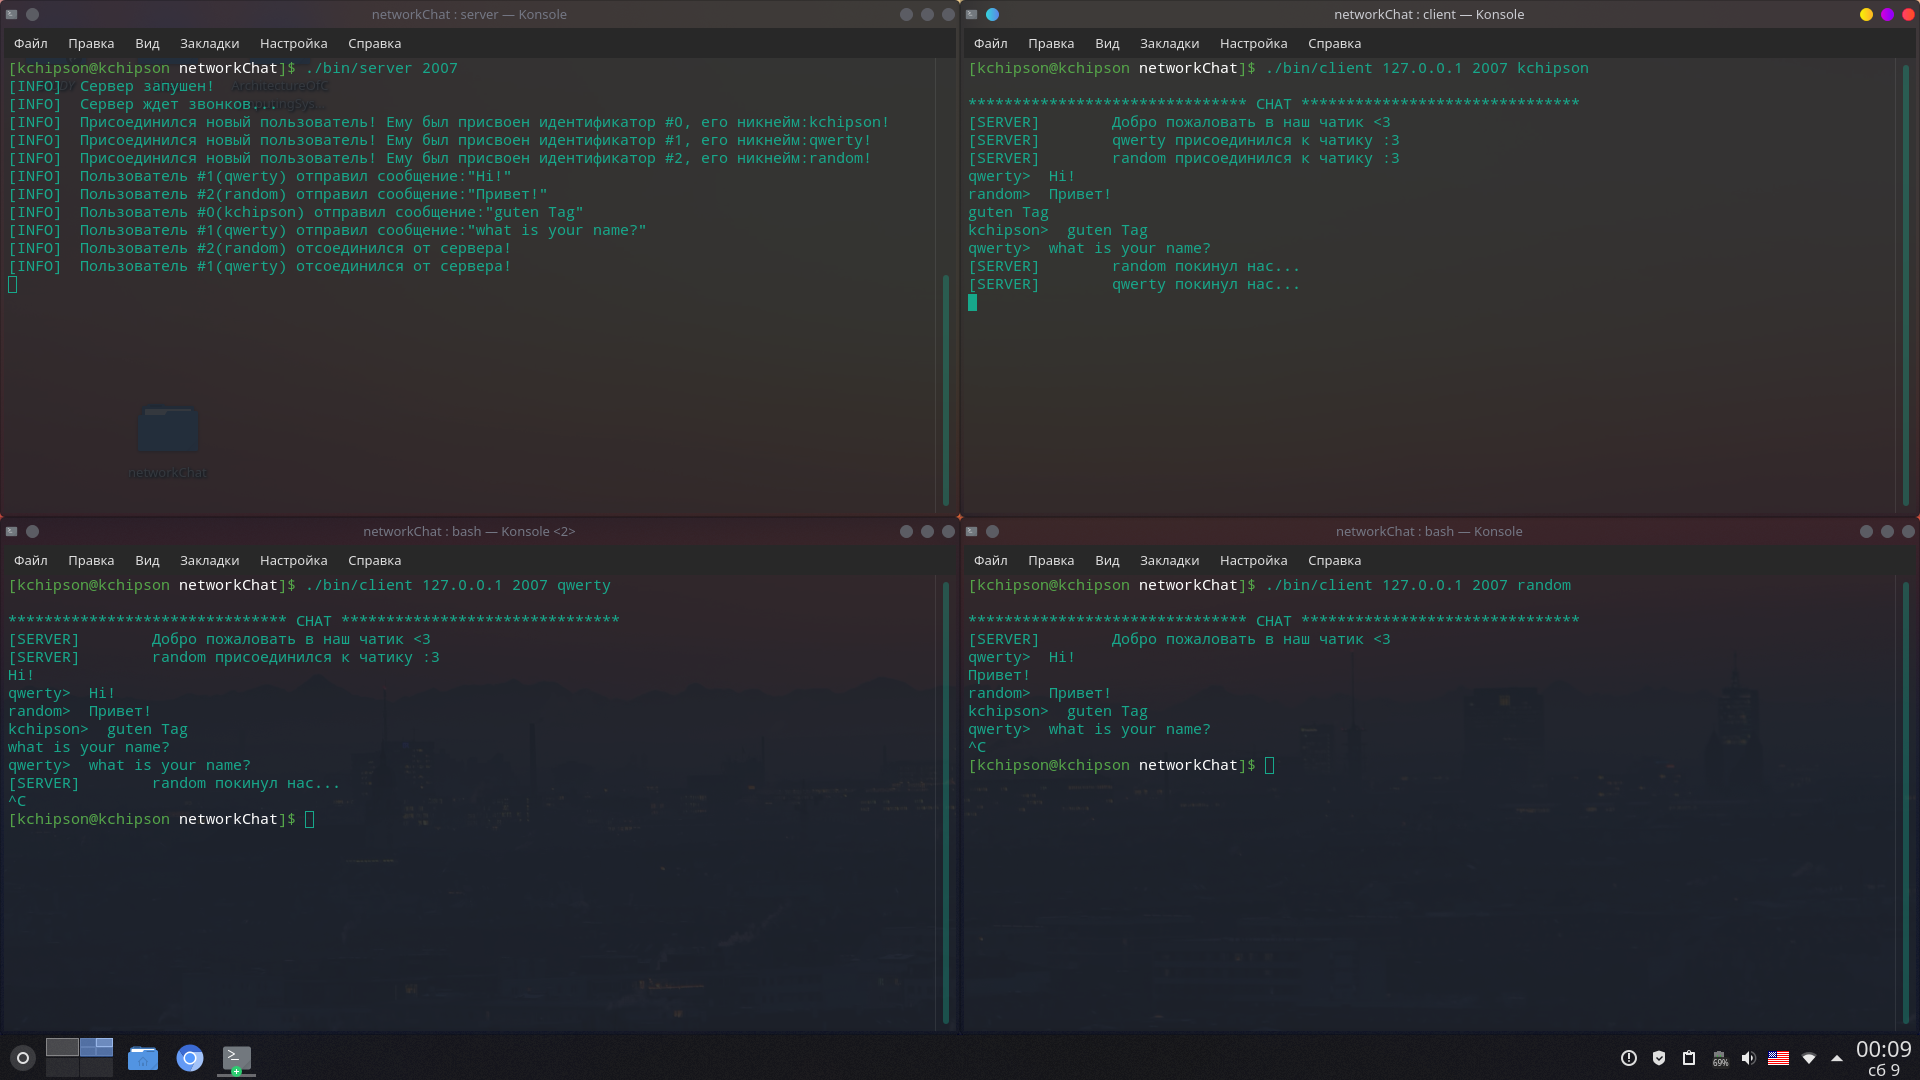 networkChat : server — Konsole
Файл Правка Вид Закладки Настройка Справка
[kchipson@kchipson networkChat]$ ./bin/server 2007
[INFO] Сервер запушен!
[INFO] Сервер ждет звонков...
[INFO] Присоединился новый пользователь! Ему был присвоен идентификатор #0, его никнейм:kchipson!
[INFO] Присоединился новый пользователь! Ему был присвоен идентификатор #1, его никнейм:qwerty!
[INFO] Присоединился новый пользователь! Ему был присвоен идентификатор #2, его никнейм:random!
[INFO] Пользователь #1(qwerty) отправил сообщение:"Hi!"
[INFO] Пользователь #2(random) отправил сообщение:"Привет!"
[INFO] Пользователь #0(kchipson) отправил сообщение:"guten Tag"
[INFO] Пользователь #1(qwerty) отправил сообщение:"what is your name?"
[INFO] Пользователь #2(random) отсоединился от сервера!
[INFO] Пользователь #1(qwerty) отсоединился от сервера!
networkChat
networkChat : client — Konsole
Файл Правка Вид Закладки Настройка Справка
[kchipson@kchipson networkChat]$ ./bin/client 127.0.0.1 2007 kchipson
******************************* CHAT *******************************
[SERVER] Добро пожаловать в наш чатик <3
[SERVER] qwerty присоединился к чатику :3
[SERVER] random присоединился к чатику :3
qwerty> Hi!
random> Привет!
guten Tag
kchipson> guten Tag
qwerty> what is your name?
[SERVER] random покинул нас...
[SERVER] qwerty покинул нас...
networkChat : bash — Konsole <2>
Файл Правка Вид Закладки Настройка Справка
[kchipson@kchipson networkChat]$ ./bin/client 127.0.0.1 2007 qwerty
******************************* CHAT *******************************
[SERVER] Добро пожаловать в наш чатик <3
[SERVER] random присоединился к чатику :3
Hi!
qwerty> Hi!
random> Привет!
kchipson> guten Tag
what is your name?
qwerty> what is your name?
[SERVER] random покинул нас...
^C
[kchipson@kchipson networkChat]$
networkChat : bash — Konsole
Файл Правка Вид Закладки Настройка Справка
[kchipson@kchipson networkChat]$ ./bin/client 127.0.0.1 2007 random
******************************* CHAT *******************************
[SERVER] Добро пожаловать в наш чатик <3
qwerty> Hi!
Привет!
random> Привет!
kchipson> guten Tag
qwerty> what is your name?
^C
[kchipson@kchipson networkChat]$
69%
00:09
сб 9